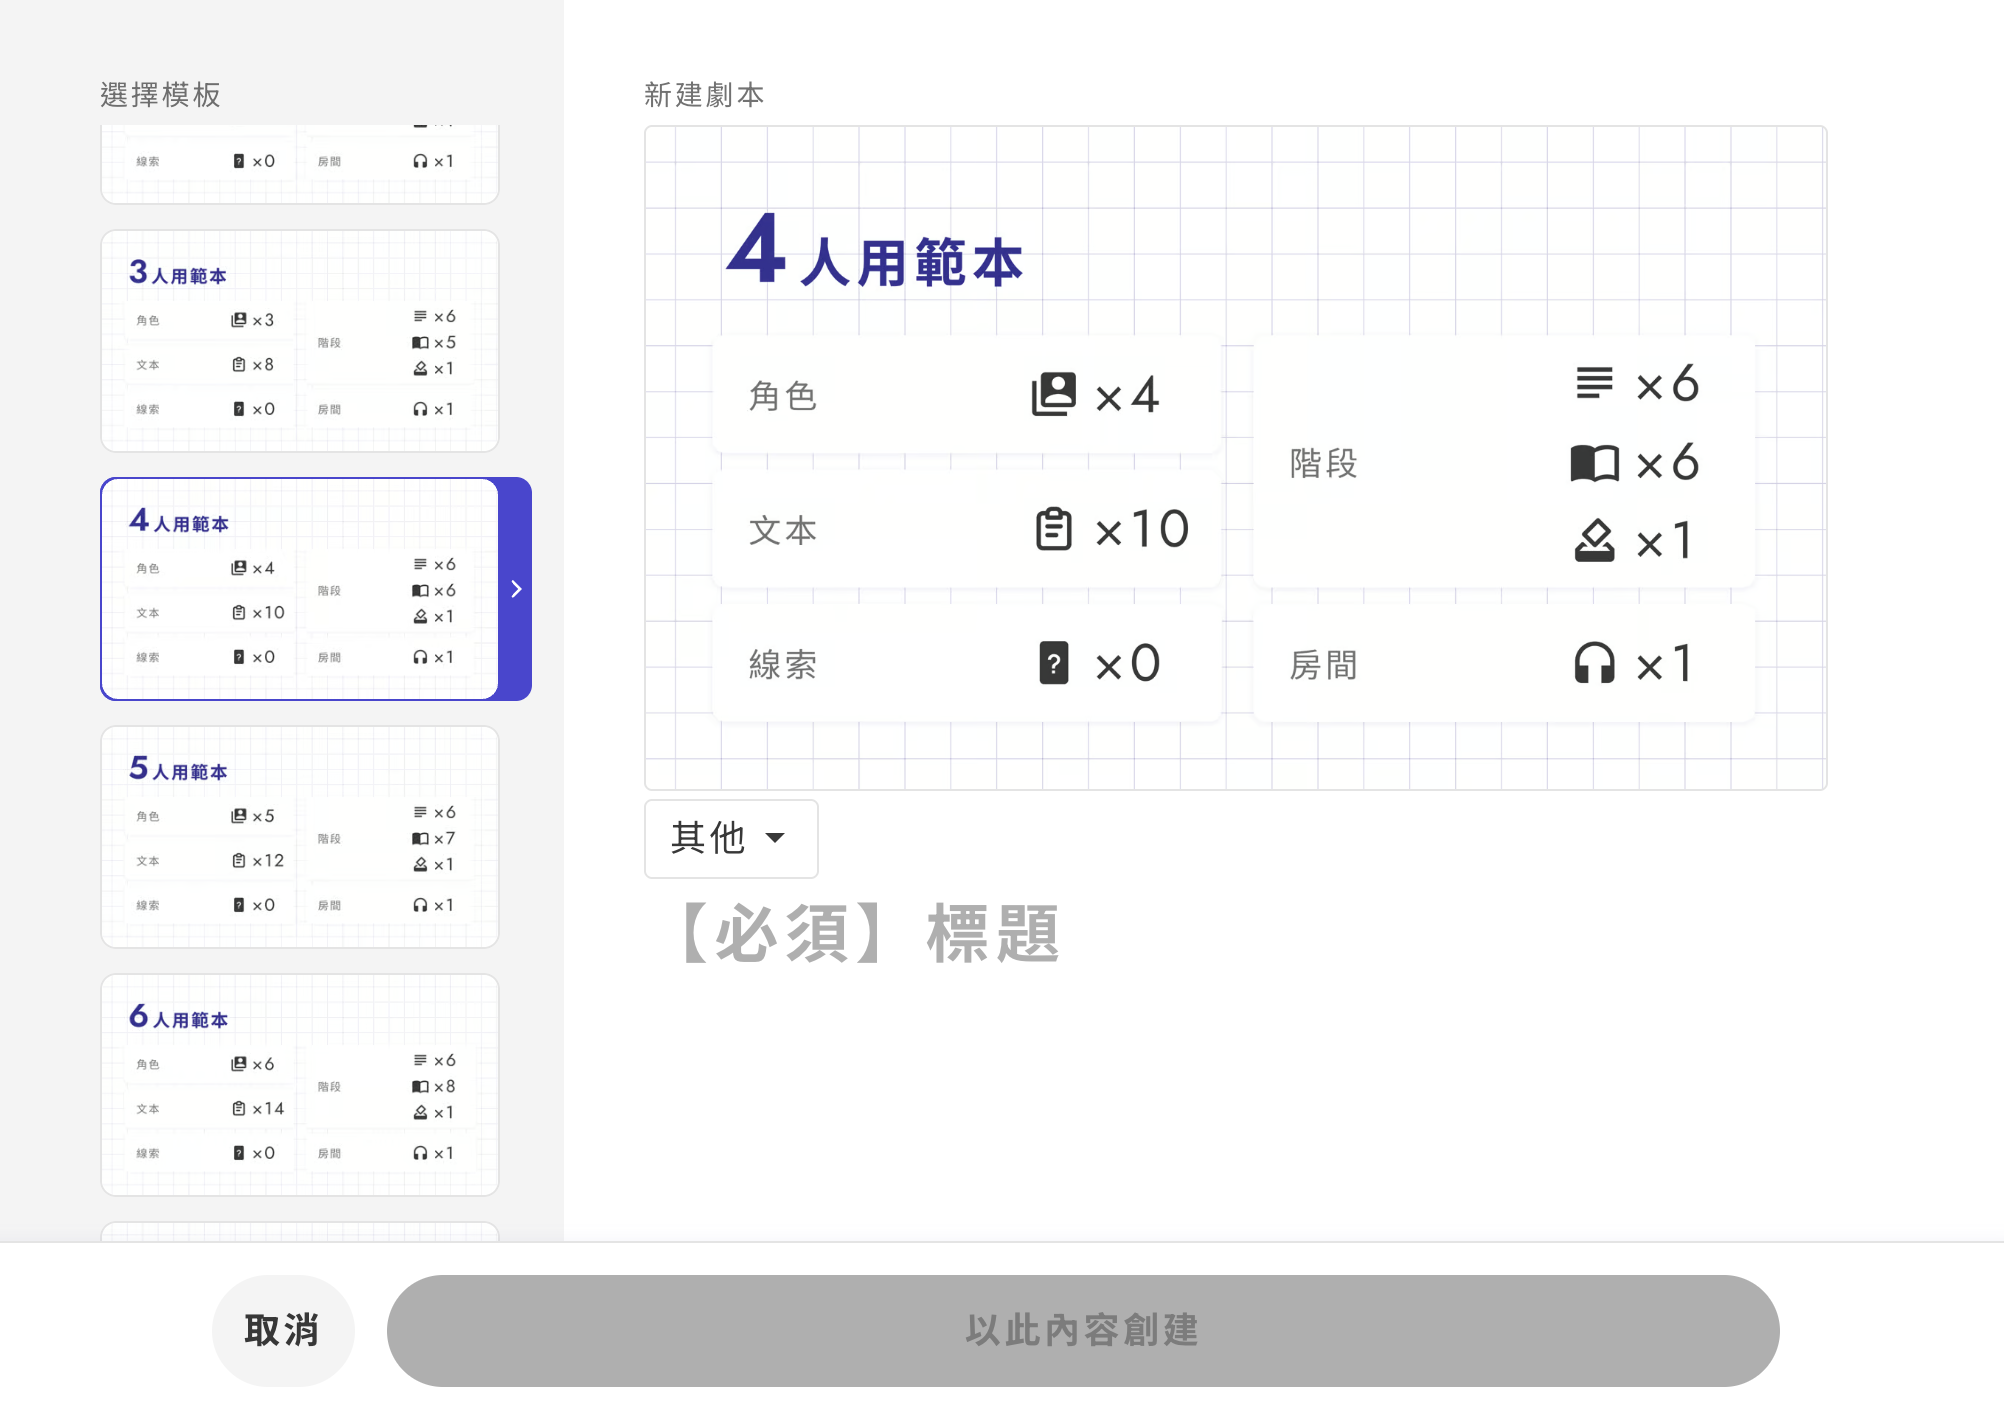 選擇模板
線索 ×0 房間 ×1
3人用範本
角色 ×3
文本 ×8
線索 ×0
階段 ×6
×5
×1
房間 ×1
4人用範本
角色 ×4
文本 ×10
線索 ×0
階段 ×6
×6
×1
房間 ×1
5人用範本
角色 ×5
文本 ×12
線索 ×0
階段 ×6
×7
×1
房間 ×1
6人用範本
角色 ×6
文本 ×14
線索 ×0
階段 ×6
×8
×1
房間 ×1
新建劇本
4人用範本
角色 ×4
文本 ×10
線索 ? ×0
階段 ×6
×6
×1
房間 ×1
其他
【必須】標題
取消
以此內容創建